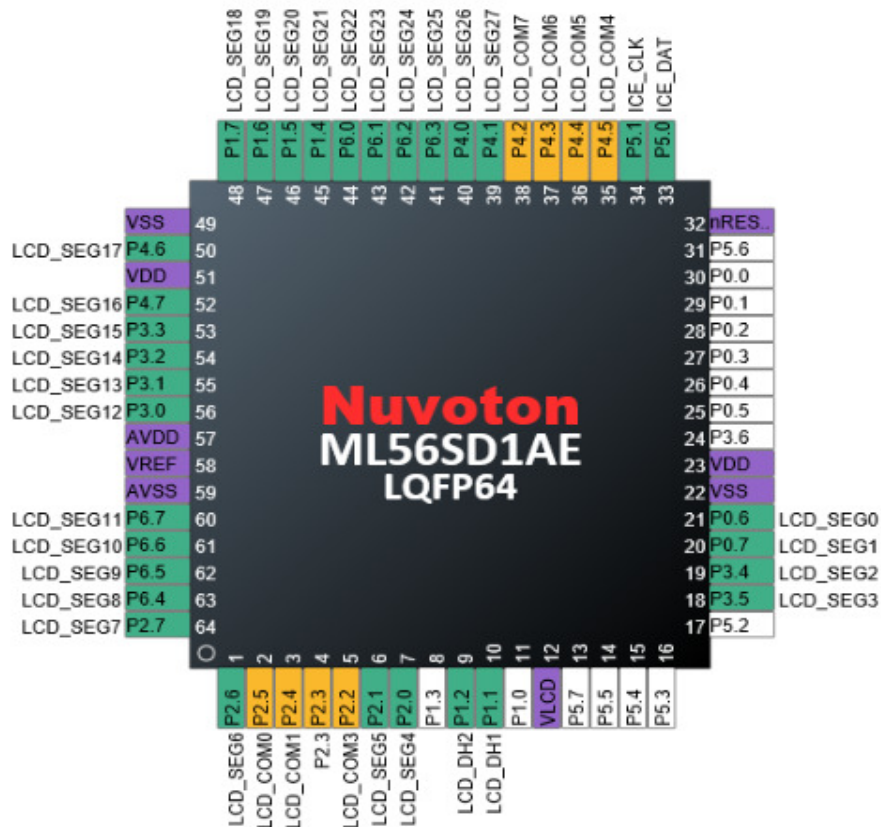 LCD_SEG18
LCD_SEG19
LCD_SEG20
LCD_SEG21
LCD_SEG22
LCD_SEG23
LCD_SEG24
LCD_SEG25
LCD_SEG26
LCD_SEG27
LCD_COM7
LCD_COM6
LCD_COM5
LCD_COM4
ICE_CLK
ICE_DAT
P1.7
P1.6
P1.5
P1.4
P6.0
P6.1
P6.2
P6.3
P4.0
P4.1
P4.2
P4.3
P4.4
P4.5
P5.1
P5.0
48
47
46
45
44
43
42
41
40
39
38
37
36
35
34
33
VSS 49
LCD_SEG17 P4.6 50
VDD 51
LCD_SEG16 P4.7 52
LCD_SEG15 P3.3 53
LCD_SEG14 P3.2 54
LCD_SEG13 P3.1 55
LCD_SEG12 P3.0 56
AVDD 57
VREF 58
AVSS 59
LCD_SEG11 P6.7 60
LCD_SEG10 P6.6 61
LCD_SEG9 P6.5 62
LCD_SEG8 P6.4 63
LCD_SEG7 P2.7 64
Nuvoton
ML56SD1AE
LQFP64
32 nRES..
31 P5.6
30 P0.0
29 P0.1
28 P0.2
27 P0.3
26 P0.4
25 P0.5
24 P3.6
23 VDD
22 VSS
21 P0.6 LCD_SEG0
20 P0.7 LCD_SEG1
19 P3.4 LCD_SEG2
18 P3.5 LCD_SEG3
17 P5.2
1
2
3
4
5
6
7
8
9
10
11
12
13
14
15
16
P2.6
P2.5
P2.4
P2.3
P2.2
P2.1
P2.0
P1.3
P1.2
P1.1
P1.0
VLCD
P5.7
P5.5
P5.4
P5.3
LCD_SEG6
LCD_COM0
LCD_COM1
P2.3
LCD_COM3
LCD_SEG5
LCD_SEG4
LCD_DH2
LCD_DH1